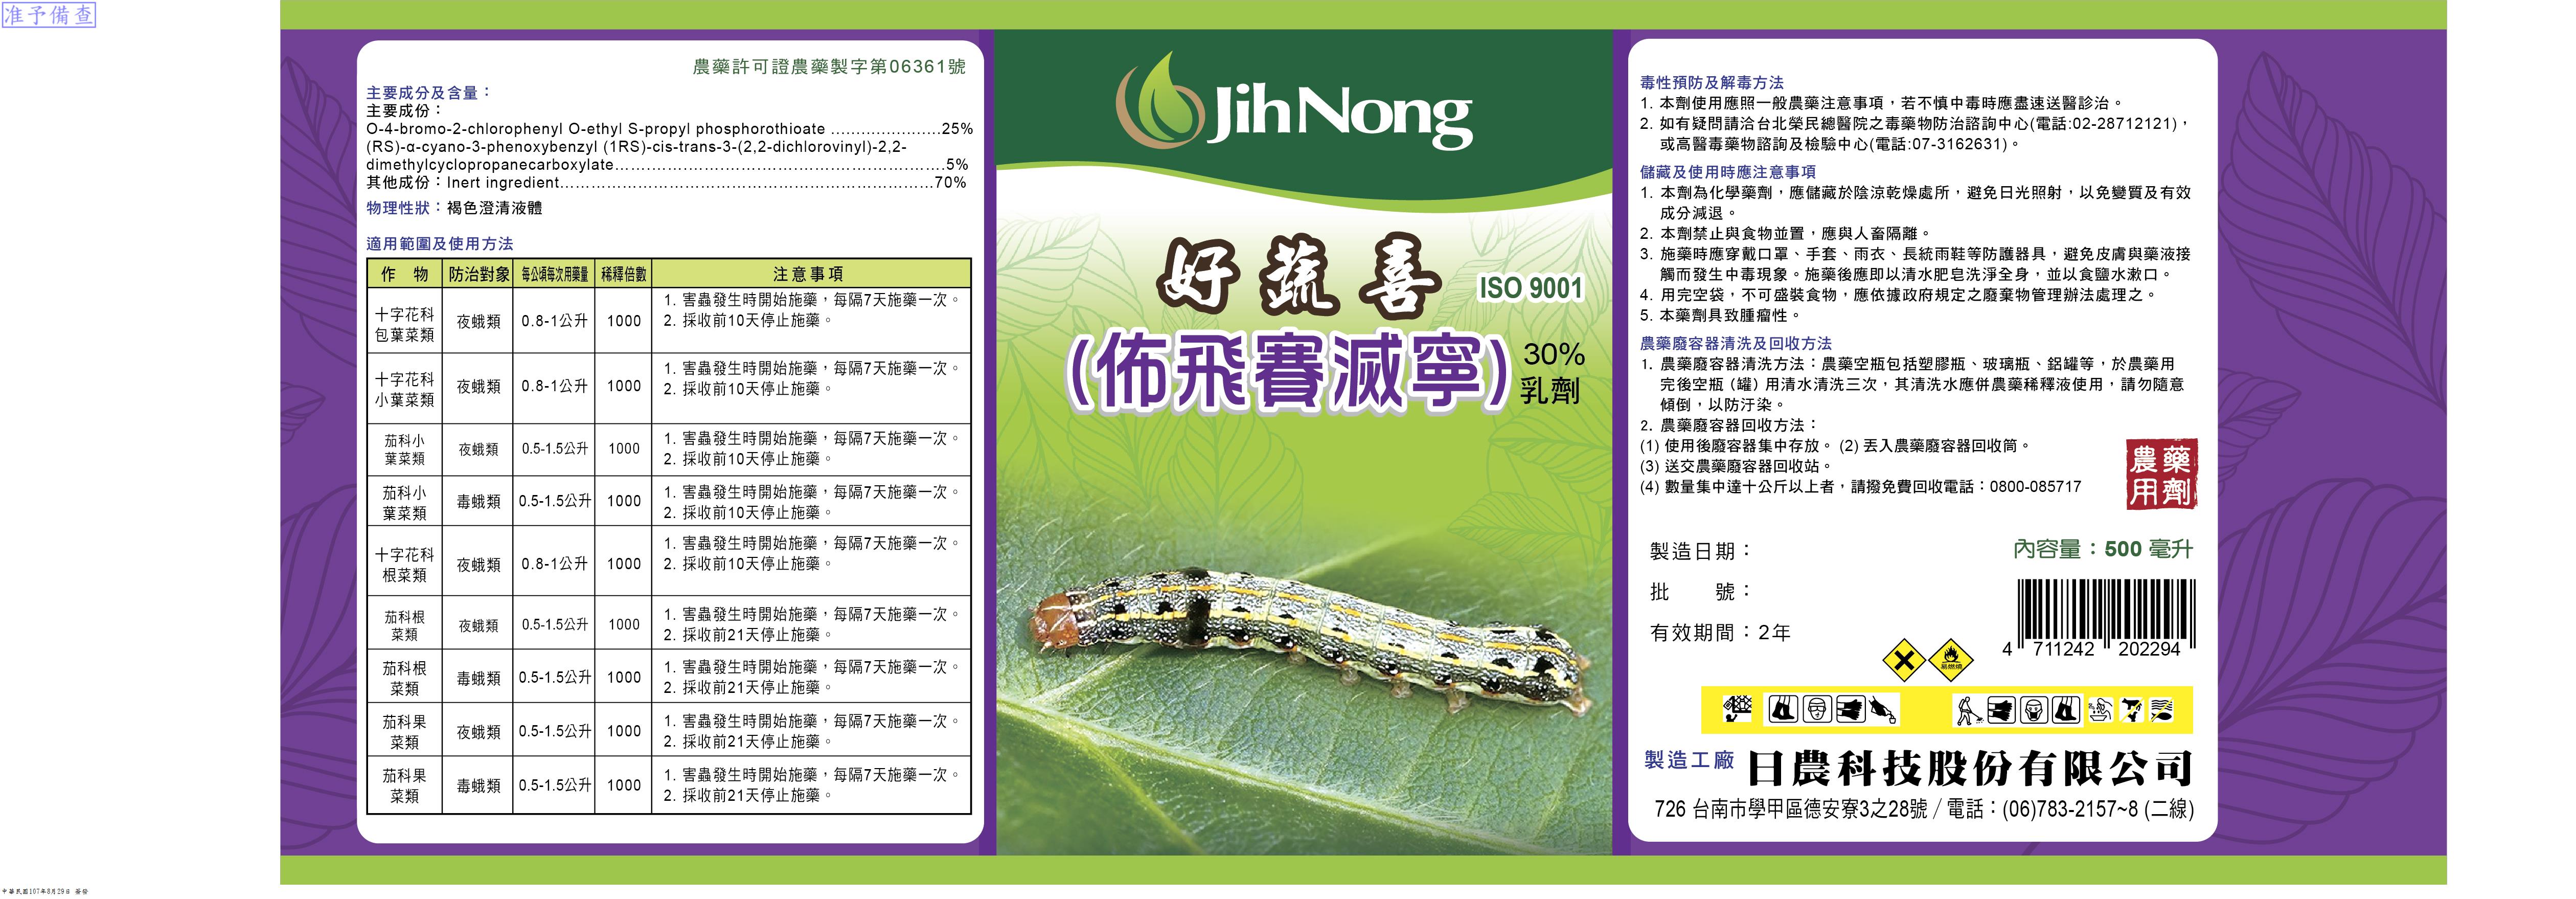 准予備查
農藥許可證農藥製字第06361號
主要成分及含量：
主要成份：
O-4-bromo-2-chlorophenyl O-ethyl S-propyl phosphorothioate ......................25%
(RS)-α-cyano-3-phenoxybenzyl (1RS)-cis-trans-3-(2,2-dichlorovinyl)-2,2-
dimethylcyclopropanecarboxylate……………………………………………………5%
其他成份：Inert ingredient………………………………………………………………70%
物理性狀：褐色澄清液體
適用範圍及使用方法
作 物 防治對象 每公頃每次用藥量 稀釋倍數 注意事項
十字花科包葉菜類 夜蛾類 0.8-1公升 1000 1. 害蟲發生時開始施藥，每隔7天施藥一次。
2. 採收前10天停止施藥。
十字花科小葉菜類 夜蛾類 0.8-1公升 1000 1. 害蟲發生時開始施藥，每隔7天施藥一次。
2. 採收前10天停止施藥。
茄科小葉菜類 夜蛾類 0.5-1.5公升 1000 1. 害蟲發生時開始施藥，每隔7天施藥一次。
2. 採收前10天停止施藥。
茄科小葉菜類 毒蛾類 0.5-1.5公升 1000 1. 害蟲發生時開始施藥，每隔7天施藥一次。
2. 採收前10天停止施藥。
十字花科根菜類 夜蛾類 0.8-1公升 1000 1. 害蟲發生時開始施藥，每隔7天施藥一次。
2. 採收前10天停止施藥。
茄科根菜類 夜蛾類 0.5-1.5公升 1000 1. 害蟲發生時開始施藥，每隔7天施藥一次。
2. 採收前21天停止施藥。
茄科根菜類 毒蛾類 0.5-1.5公升 1000 1. 害蟲發生時開始施藥，每隔7天施藥一次。
2. 採收前21天停止施藥。
茄科果菜類 夜蛾類 0.5-1.5公升 1000 1. 害蟲發生時開始施藥，每隔7天施藥一次。
2. 採收前21天停止施藥。
茄科果菜類 毒蛾類 0.5-1.5公升 1000 1. 害蟲發生時開始施藥，每隔7天施藥一次。
2. 採收前21天停止施藥。
Jih Nong
好蔬喜 ISO 9001
(佈飛賽滅寧) 30%
乳劑
毒性預防及解毒方法
1. 本劑使用應照一般農藥注意事項，若不慎中毒時應盡速送醫診治。
2. 如有疑問請洽台北榮民總醫院之毒藥物防治諮詢中心(電話:02-28712121)，
或高醫毒藥物諮詢及檢驗中心(電話:07-3162631)。
儲藏及使用時應注意事項
1. 本劑為化學藥劑，應儲藏於陰涼乾燥處所，避免日光照射，以免變質及有效
成分減退。
2. 本劑禁止與食物並置，應與人畜隔離。
3. 施藥時應穿戴口罩、手套、雨衣、長統雨鞋等防護器具，避免皮膚與藥液接
觸而發生中毒現象。施藥後應即以清水肥皂洗淨全身，並以食鹽水漱口。
4. 用完空袋，不可盛裝食物，應依據政府規定之廢棄物管理辦法處理之。
5. 本藥劑具致腫瘤性。
農藥廢容器清洗及回收方法
1. 農藥廢容器清洗方法：農藥空瓶包括塑膠瓶、玻璃瓶、鋁罐等，於農藥用
完後空瓶（罐）用清水清洗三次，其清洗水應併農藥稀釋液使用，請勿隨意
傾倒，以防汙染。
2. 農藥廢容器回收方法：
(1) 使用後廢容器集中存放。 (2) 丟入農藥廢容器回收筒。
(3) 送交農藥廢容器回收站。
(4) 數量集中達十公斤以上者，請撥免費回收電話：0800-085717
農藥
用劑
製造日期：
內容量：500 毫升
批 號：
有效期間：2年
4 711242 202294
易燃燒
製造工廠 日農科技股份有限公司
726 台南市學甲區德安寮3之28號 / 電話：(06)783-2157~8 (二線)
中華民國107年8月29日 簽發